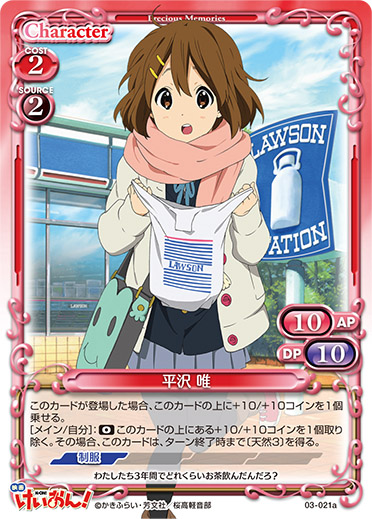 Precious Memories
Character
COST
2
SOURCE
2
LAWSON
STATION
LAWSON
LAWSON
10 AP
DP 10
平沢 唯
このカードが登場した場合、このカードの上に+10/+10コインを1個
乗せる。
[メイン/自分]: 0 このカードの上にある+10/+10コインを1個取り
除く。その場合、このカードは、ターン終了時まで〔天然3〕を得る。
制服
わたしたち3年間でどれくらいお茶飲んだんだろ?
映画
けいおん!
K-ON!
©かきふらい・芳文社/桜高軽音部
03-021a